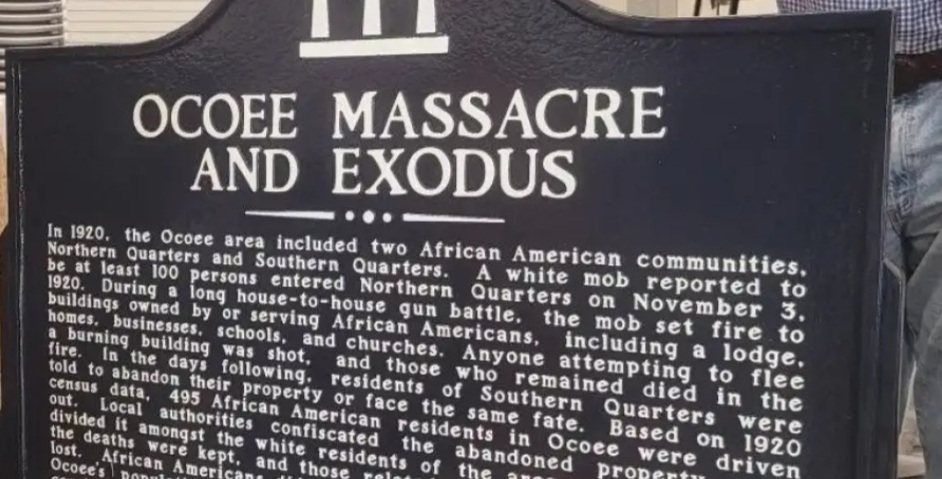 OCOEE MASSACRE
AND EXODUS
In 1920, the Ocoee area included two African American communities,
Northern Quarters and Southern Quarters. A white mob reported to
be at least 100 persons entered Northern Quarters on November 3,
1920. During a long house-to-house gun battle, the mob set fire to
buildings owned by or serving African Americans, including a lodge,
homes, businesses, schools, and churches. Anyone attempting to flee
a burning building was shot, and those who remained died in the
fire. In the days following, residents of Southern Quarters were
told to abandon their property or face the same fate. Based on 1920
census data, 495 African American residents in Ocoee were driven
out. Local authorities confiscated the abandoned property
divided it amongst the white residents of the
the deaths were kept, and those
lost. African Americans
Ocoee's